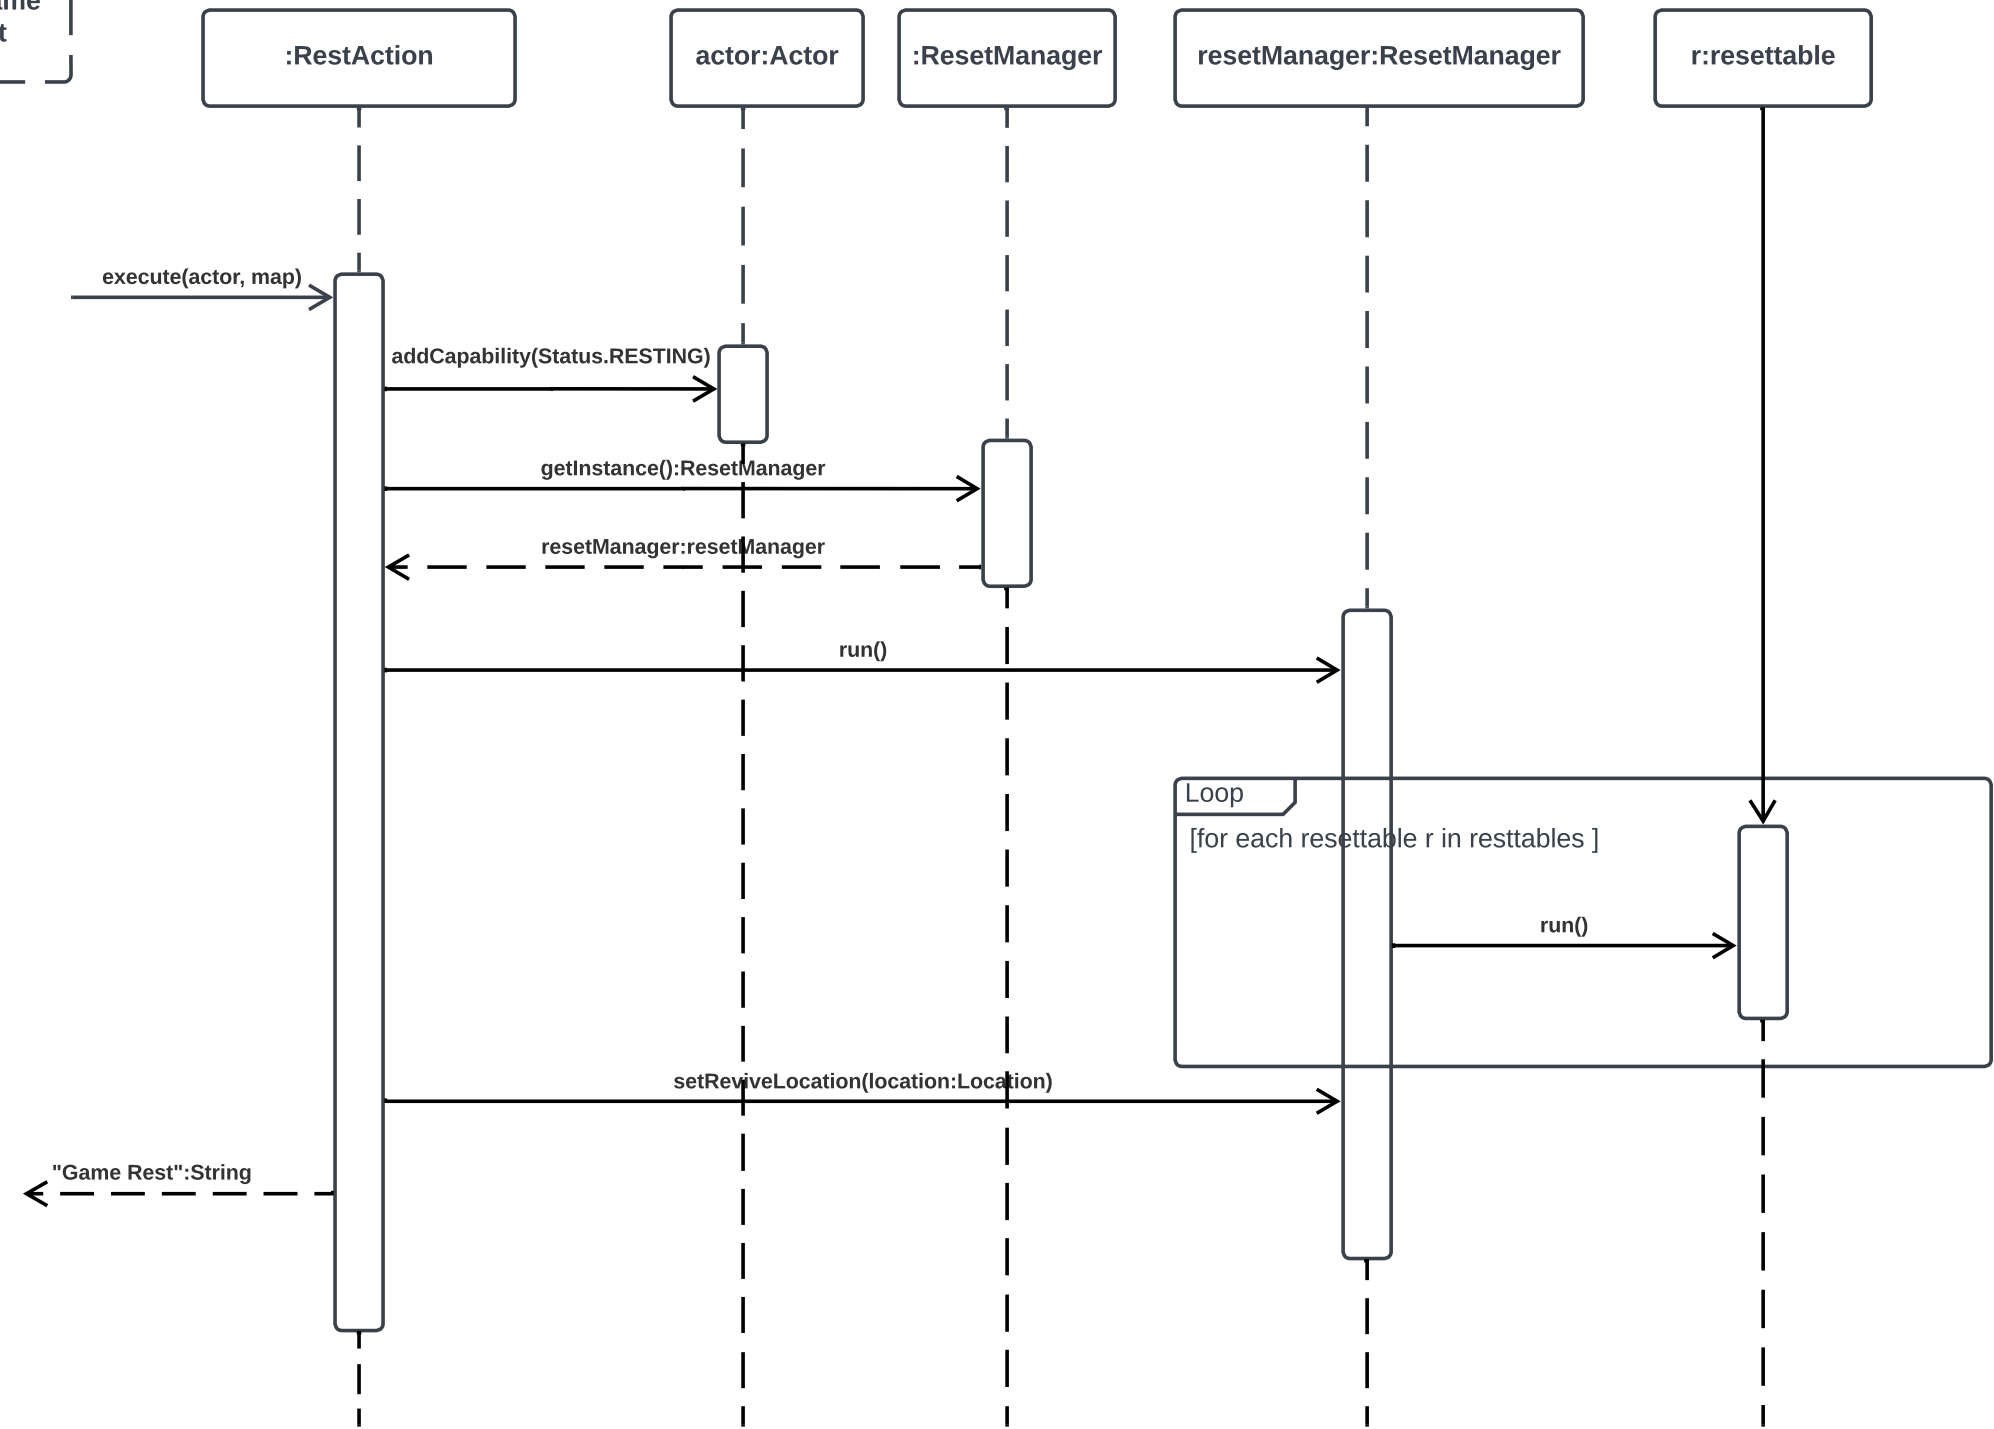 :RestAction
actor:Actor
:ResetManager
resetManager:ResetManager
r:resettable
execute(actor, map)
addCapability(Status.RESTING)
getInstance():ResetManager
resetManager:resetManager
run()
Loop
[for each resettable r in resttables ]
run()
setReviveLocation(location:Location)
"Game Rest":String